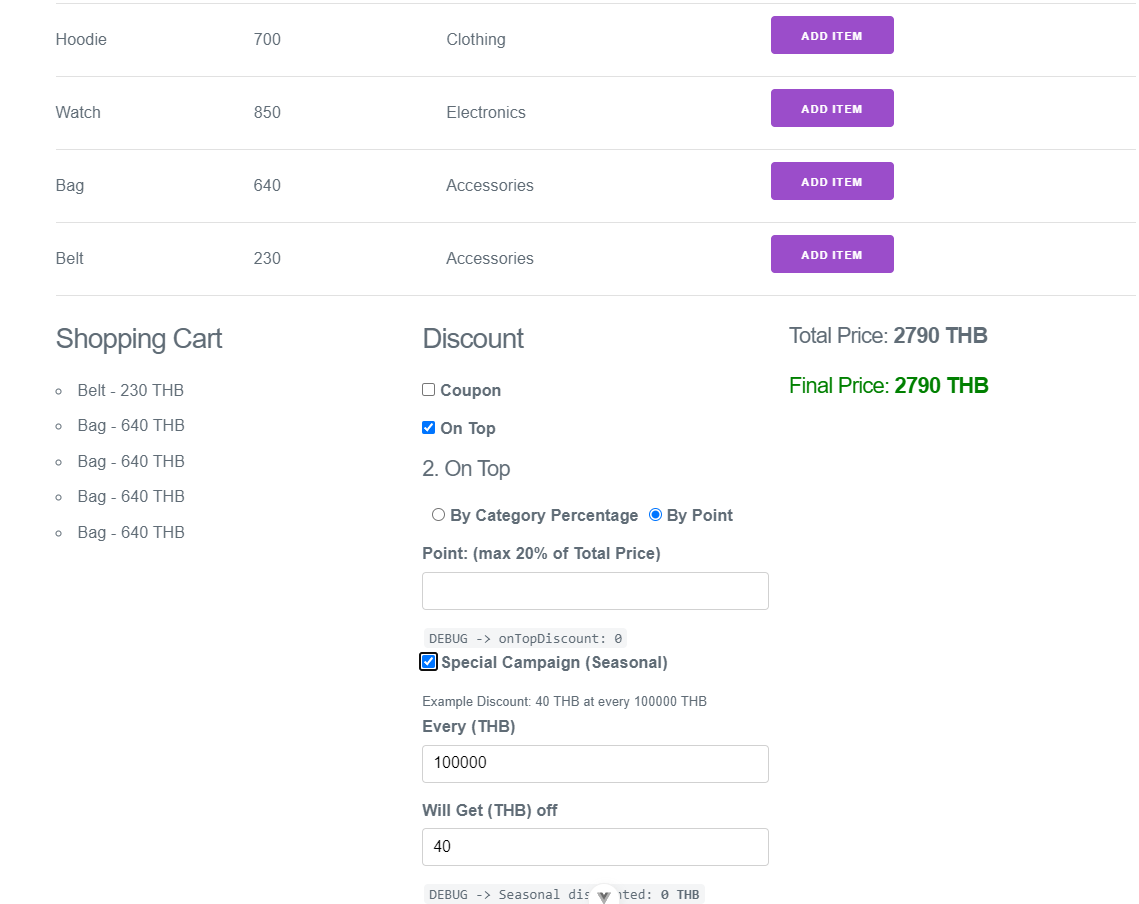 Hoodie 700 Clothing ADD ITEM
Watch 850 Electronics ADD ITEM
Bag 640 Accessories ADD ITEM
Belt 230 Accessories ADD ITEM
Shopping Cart
Belt - 230 THB
Bag - 640 THB
Bag - 640 THB
Bag - 640 THB
Bag - 640 THB
Discount
Coupon
On Top
2. On Top
By Category Percentage By Point
Point: (max 20% of Total Price)
DEBUG -> onTopDiscount: 0
Special Campaign (Seasonal)
Example Discount: 40 THB at every 100000 THB
Every (THB)
100000
Will Get (THB) off
40
DEBUG -> Seasonal nted: 0 THB
Total Price: 2790 THB
Final Price: 2790 THB